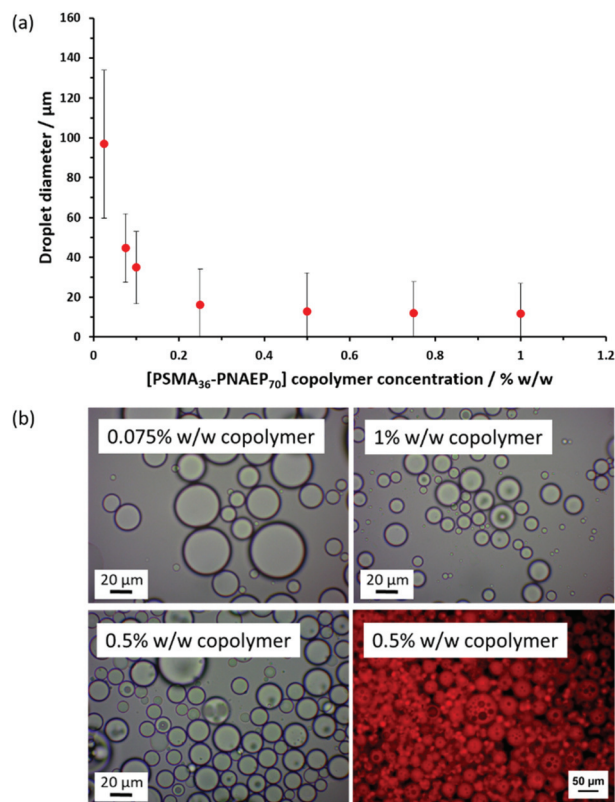 (a)
160
140
120
100
80
60
40
20
0
Droplet diameter / µm
0 0.2 0.4 0.6 0.8 1 1.2
[PSMA₃₆-PNAEP₇₀] copolymer concentration / % w/w
(b)
0.075% w/w copolymer
1% w/w copolymer
20 µm
20 µm
0.5% w/w copolymer
0.5% w/w copolymer
20 µm
50 µm